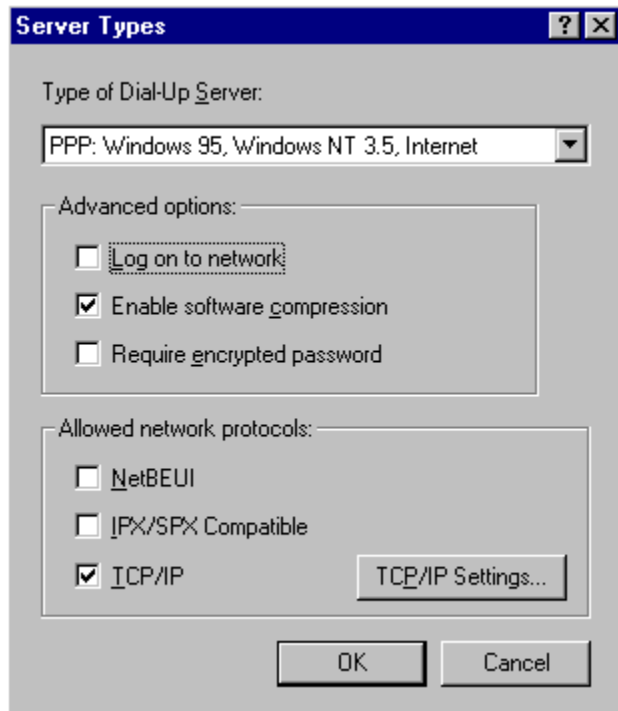 Server Types
Type of Dial-Up Server:
PPP: Windows 95, Windows NT 3.5, Internet
Advanced options:
Log on to network
Enable software compression
Require encrypted password
Allowed network protocols:
NetBEUI
IPX/SPX Compatible
TCP/IP TCP/IP Settings...
OK Cancel